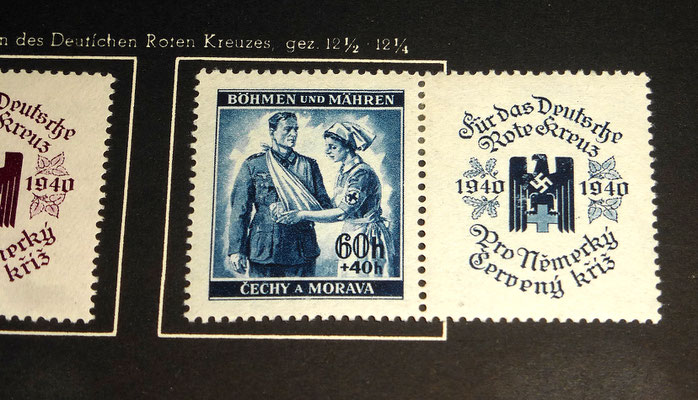 n des Deutſchen Roten Kreuzes, gez. 12½ · 12¼
Deutsche
Kreuz
1940
kříž
BÖHMEN UND MÄHREN
60h
+40h
ČECHY A MORAVA
Für das Deutsche
Rote Kreuz
1940 1940
Pro Německý
Červený kříž